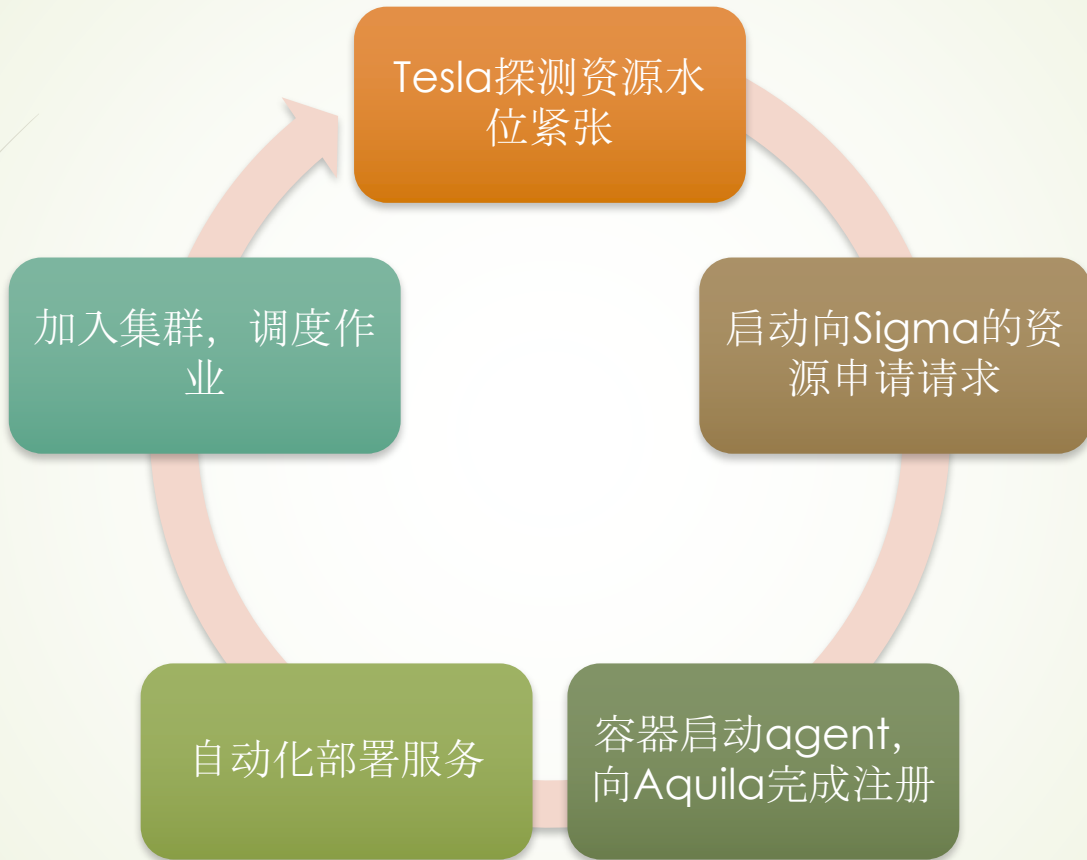 Tesla探测资源水
位紧张
启动向Sigma的资
源申请请求
容器启动agent，
向Aquila完成注册
自动化部署服务
加入集群，调度作
业